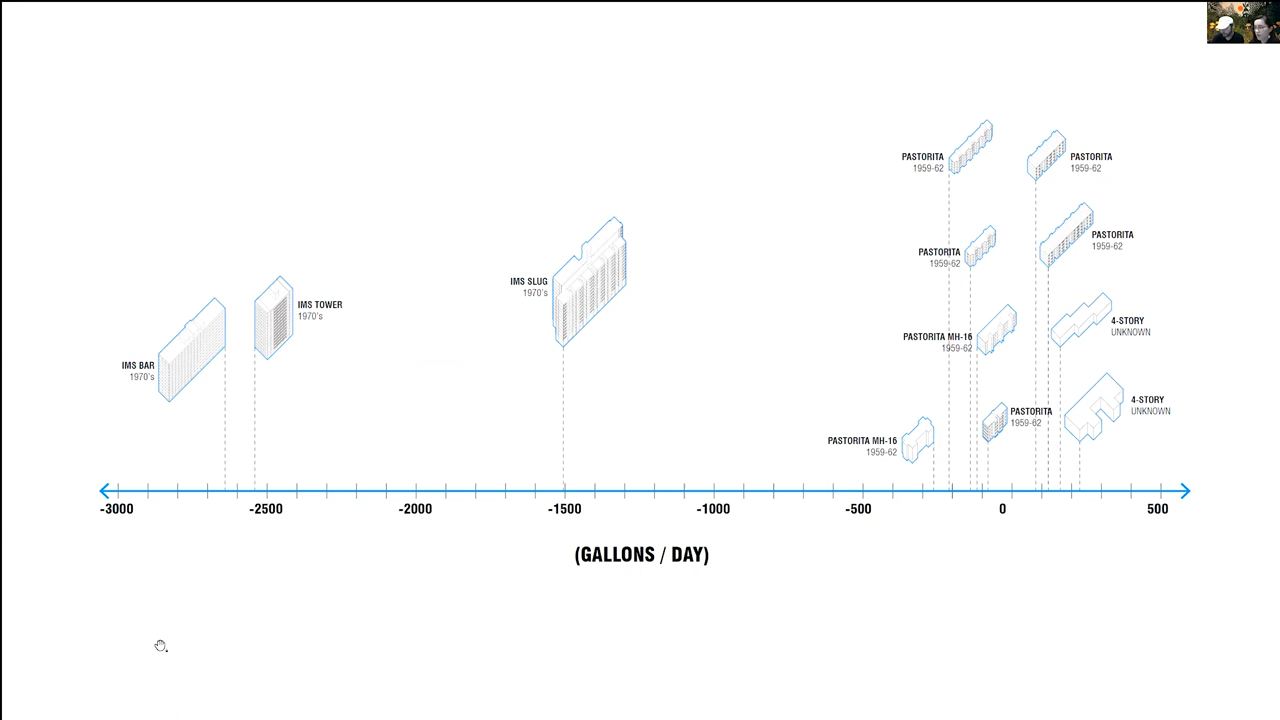 PASTORITA
1959-62
PASTORITA
1959-62
PASTORITA
1959-62
PASTORITA
1959-62
IMS SLUG
1970's
IMS TOWER
1970's
4-STORY
UNKNOWN
PASTORITA MH-16
1959-62
IMS BAR
1970's
4-STORY
UNKNOWN
PASTORITA
1959-62
PASTORITA MH-16
1959-62
-3000 -2500 -2000 -1500 -1000 -500 0 500
(GALLONS / DAY)